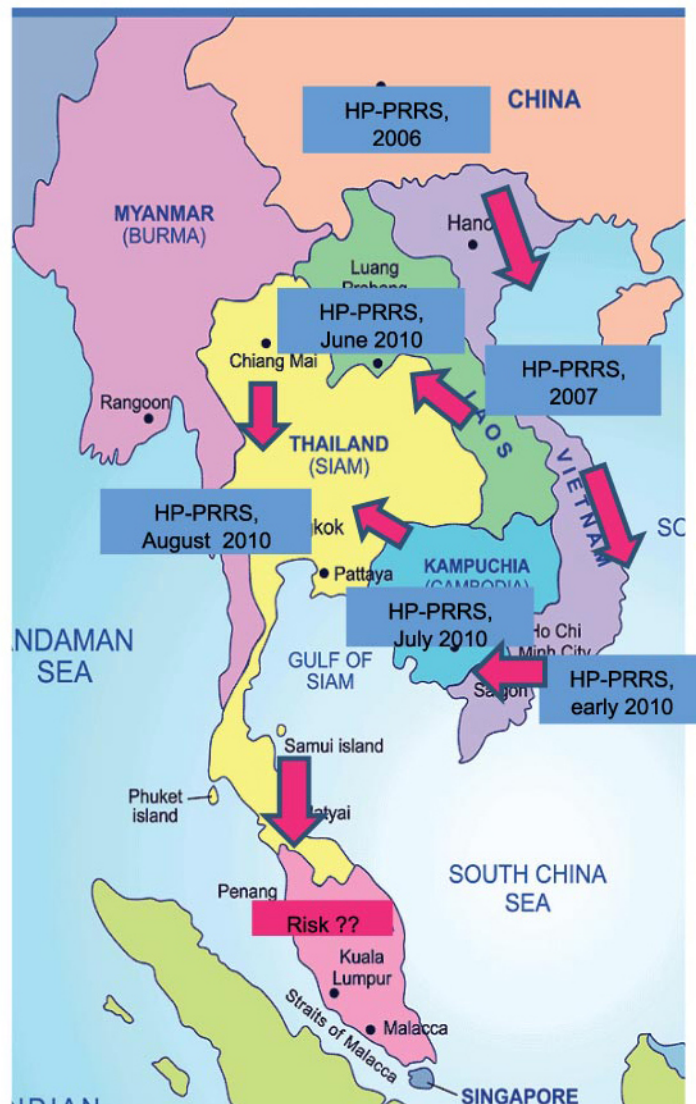 HP-PRRS,
2006
CHINA
MYANMAR
(BURMA)
Luang
HP-PRRS,
June 2010
Chiang Mai
HP-PRRS,
2007
Rangoon
LAOS
THAILAND
(SIAM)
VIETNAM
HP-PRRS,
August 2010
Pattaya
KAMPUCHIA
(CAMBODIA)
HP-PRRS,
July 2010
Ho Chi
Minh City
ANDAMAN
SEA
GULF OF
SIAM
HP-PRRS,
early 2010
Samui island
Phuket
island
SOUTH CHINA
SEA
Penang
Risk ??
Kuala
Lumpur
Straits of Malacca
Malacca
SINGAPORE